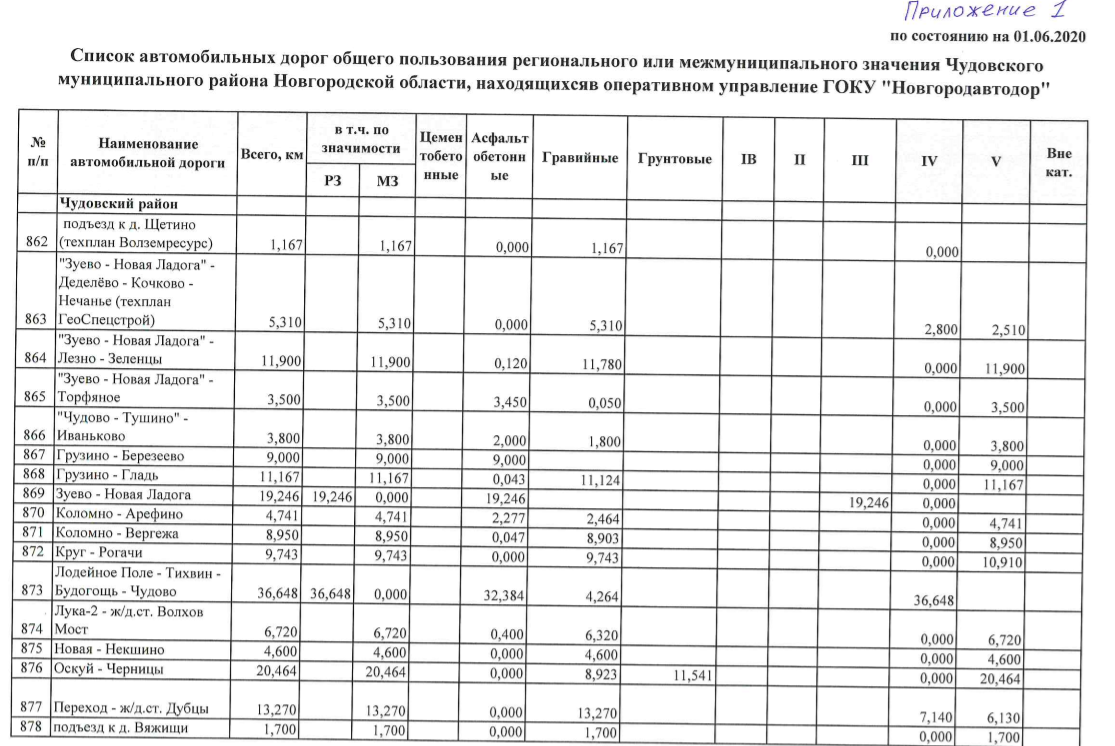 Приложение 1
по состоянию на 01.06.2020
Список автомобильных дорог общего пользования регионального или межмуниципального значения Чудовского
муниципального района Новгородской области, находящихсяв оперативном управление ГОКУ "Новгородавтодор"
№ п/п Наименование автомобильной дороги Всего, км в т.ч. по значимости РЗ МЗ Цемен тобето нные Асфальт обетонн ые Гравийные Грунтовые IВ II III IV V Вне кат.
Чудовский район
862 подъезд к д. Щетино (техплан Волземресурс) 1,167 1,167 0,000 1,167 0,000
863 "Зуево - Новая Ладога" - Деделёво - Кочково - Нечанье (техплан ГеоСпецстрой) 5,310 5,310 0,000 5,310 2,800 2,510
864 "Зуево - Новая Ладога" - Лезно - Зеленцы 11,900 11,900 0,120 11,780 0,000 11,900
865 "Зуево - Новая Ладога" - Торфяное 3,500 3,500 3,450 0,050 0,000 3,500
866 "Чудово - Тушино" - Иваньково 3,800 3,800 2,000 1,800 0,000 3,800
867 Грузино - Березеево 9,000 9,000 9,000 0,000 9,000
868 Грузино - Гладь 11,167 11,167 0,043 11,124 0,000 11,167
869 Зуево - Новая Ладога 19,246 19,246 0,000 19,246 19,246 0,000
870 Коломно - Арефино 4,741 4,741 2,277 2,464 0,000 4,741
871 Коломно - Вергежа 8,950 8,950 0,047 8,903 0,000 8,950
872 Круг - Рогачи 9,743 9,743 0,000 9,743 0,000 10,910
873 Лодейное Поле - Тихвин - Будогощь - Чудово 36,648 36,648 0,000 32,384 4,264 36,648
874 Лука-2 - ж/д.ст. Волхов Мост 6,720 6,720 0,400 6,320 0,000 6,720
875 Новая - Некшино 4,600 4,600 0,000 4,600 0,000 4,600
876 Оскуй - Черницы 20,464 20,464 0,000 8,923 11,541 0,000 20,464
877 Переход - ж/д.ст. Дубцы 13,270 13,270 0,000 13,270 7,140 6,130
878 подъезд к д. Вяжищи 1,700 1,700 0,000 1,700 0,000 1,700